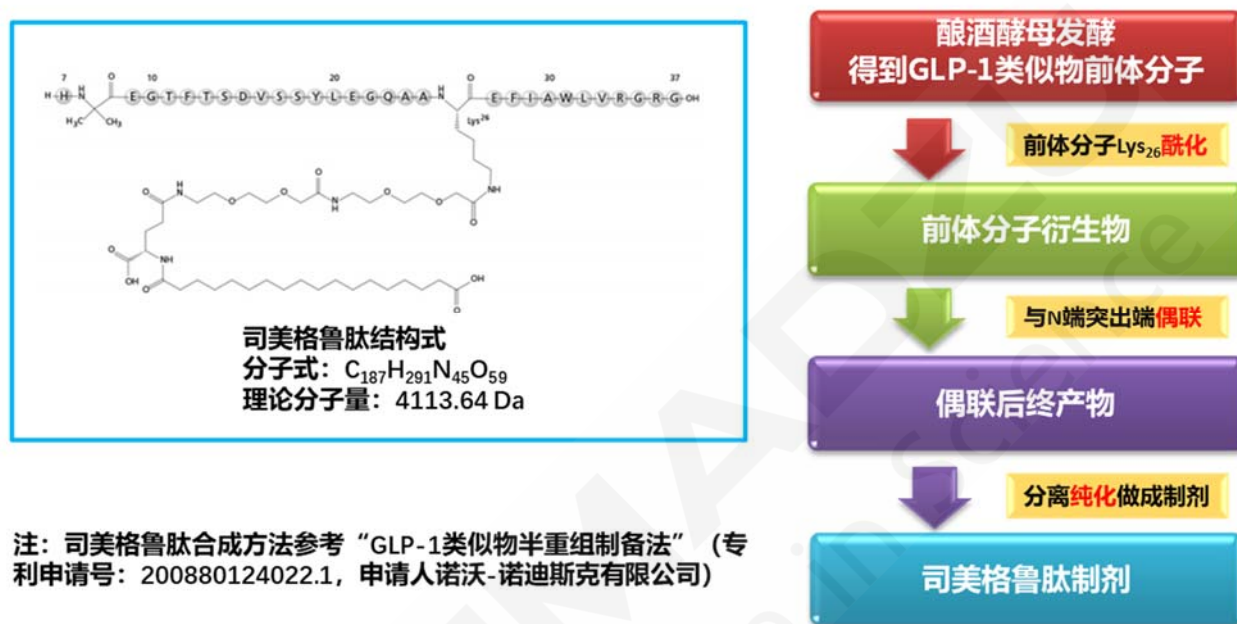 7 10 20 30 37
H H N O E G T F T S D V S S Y L E G Q A A H N O E F I A W L V R G R G OH
H₃C CH₃ Lys²⁶
O H N O O O N H O O O NH
O
O OH NH
O OH
O
司美格鲁肽结构式
分子式：C₁₈₇H₂₉₁N₄₅O₅₉
理论分子量：4113.64 Da
注：司美格鲁肽合成方法参考“GLP-1类似物半重组制备法”（专
利申请号：200880124022.1，申请人诺沃-诺迪斯克有限公司）
酿酒酵母发酵
得到GLP-1类似物前体分子
前体分子Lys₂₆酰化
前体分子衍生物
与N端突出端偶联
偶联后终产物
分离纯化做成制剂
司美格鲁肽制剂